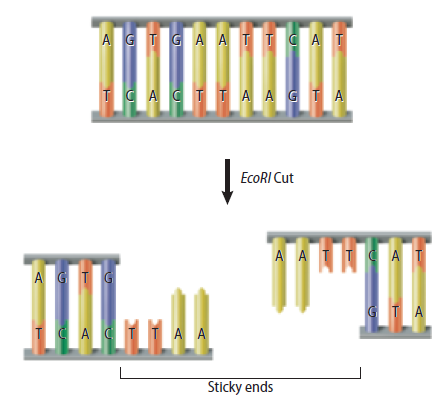 A G T G A A T T C A T
T C A C T T A A G T A
EcoRI Cut
A G T G
T C A C T T A A
A A T T C A T
G T A
Sticky ends